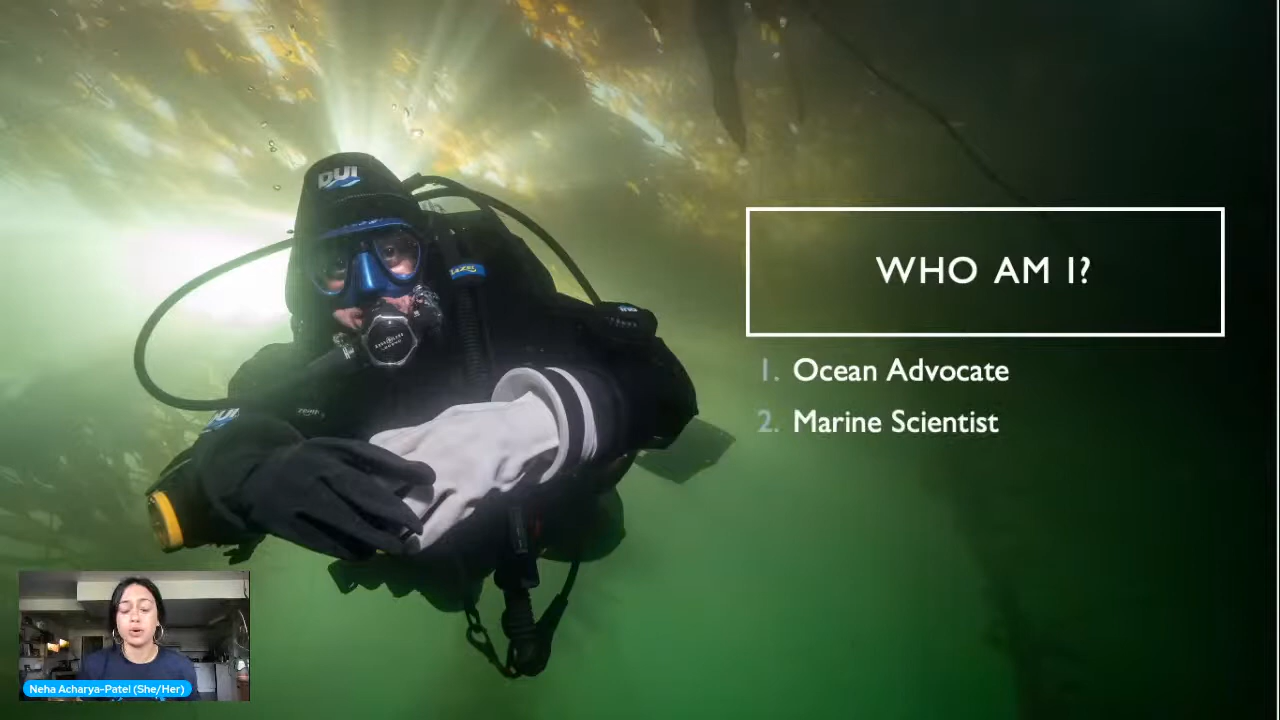 DUI
WHO AM I?
1. Ocean Advocate
2. Marine Scientist
Neha Acharya-Patel (She/Her)